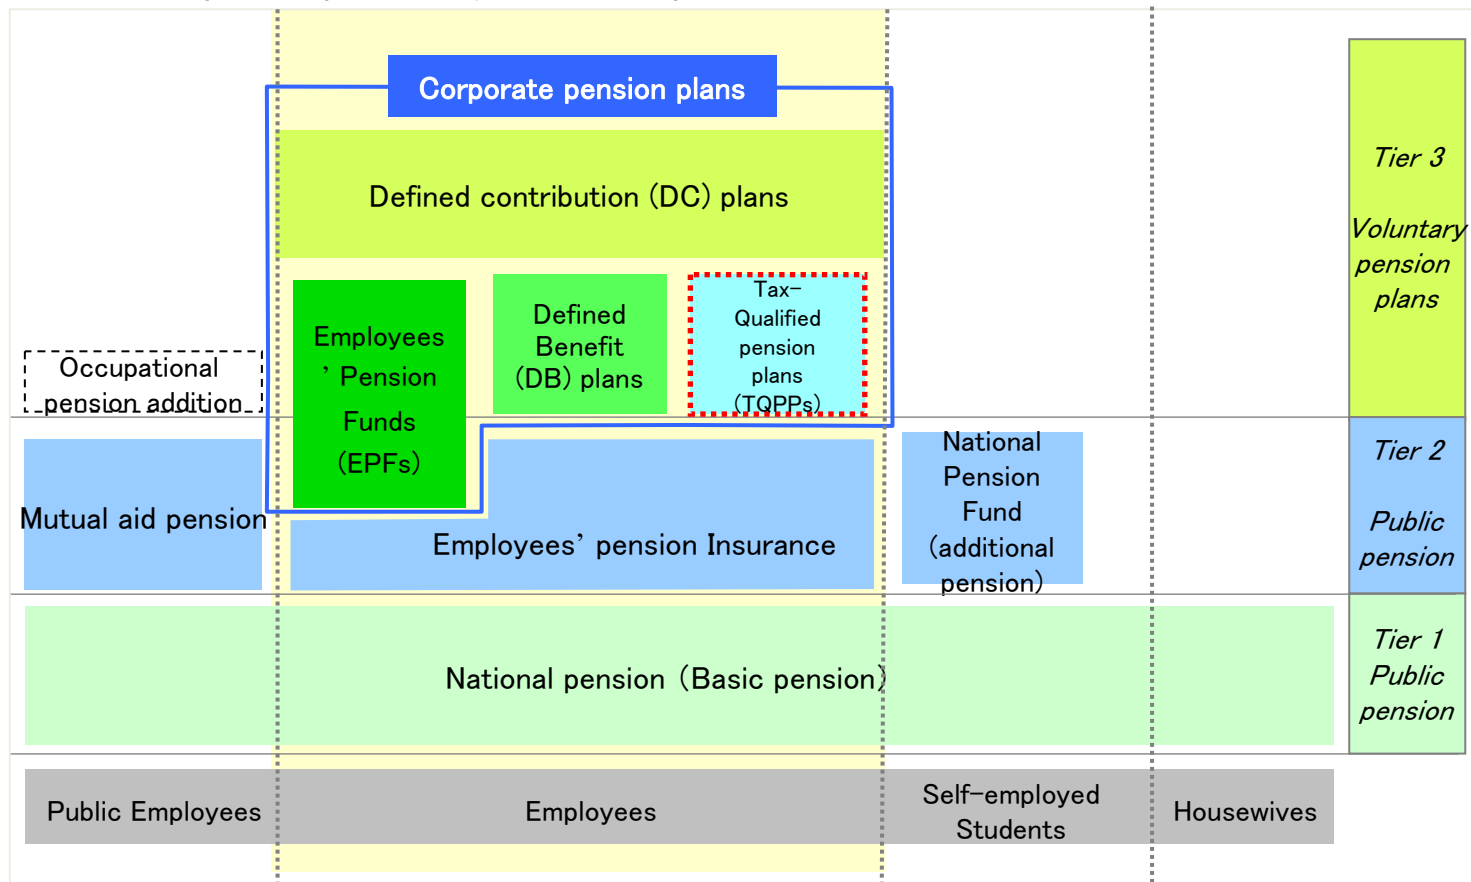 Corporate pension plans
Defined contribution (DC) plans
Employees
’ Pension
Funds
(EPFs)
Defined
Benefit
(DB) plans
Tax-
Qualified
pension
plans
(TQPPs)
Occupational
pension addition
Mutual aid pension
Employees’ pension Insurance
National
Pension
Fund
(additional
pension)
National pension (Basic pension)
Public Employees
Employees
Self-employed
Students
Housewives
Tier 3
Voluntary
pension
plans
Tier 2
Public
pension
Tier 1
Public
pension